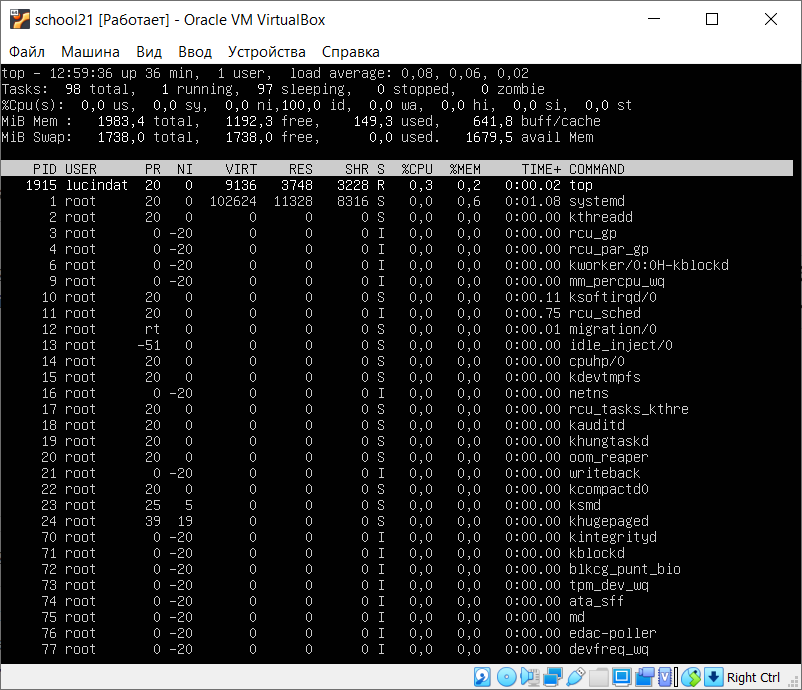 school21 [Работает] - Oracle VM VirtualBox
Файл Машина Вид Ввод Устройства Справка
top - 12:59:36 up 36 min, 1 user, load average: 0,08, 0,06, 0,02
Tasks: 98 total, 1 running, 97 sleeping, 0 stopped, 0 zombie
%Cpu(s): 0,0 us, 0,0 sy, 0,0 ni,100,0 id, 0,0 wa, 0,0 hi, 0,0 si, 0,0 st
MiB Mem : 1983,4 total, 1192,3 free, 149,3 used, 641,8 buff/cache
MiB Swap: 1738,0 total, 1738,0 free, 0,0 used. 1679,5 avail Mem
PID USER PR NI VIRT RES SHR S %CPU %MEM TIME+ COMMAND
1915 lucindat 20 0 9136 3748 3228 R 0,3 0,2 0:00.02 top
1 root 20 0 102624 11328 8316 S 0,0 0,6 0:01.08 systemd
2 root 20 0 0 0 0 S 0,0 0,0 0:00.00 kthreadd
3 root 0 -20 0 0 0 I 0,0 0,0 0:00.00 rcu_gp
4 root 0 -20 0 0 0 I 0,0 0,0 0:00.00 rcu_par_gp
6 root 0 -20 0 0 0 I 0,0 0,0 0:00.00 kworker/0:0H-kblockd
9 root 0 -20 0 0 0 I 0,0 0,0 0:00.00 mm_percpu_wq
10 root 20 0 0 0 0 S 0,0 0,0 0:00.11 ksoftirqd/0
11 root 20 0 0 0 0 I 0,0 0,0 0:00.75 rcu_sched
12 root rt 0 0 0 0 S 0,0 0,0 0:00.01 migration/0
13 root -51 0 0 0 0 S 0,0 0,0 0:00.00 idle_inject/0
14 root 20 0 0 0 0 S 0,0 0,0 0:00.00 cpuhp/0
15 root 20 0 0 0 0 S 0,0 0,0 0:00.00 kdevtmpfs
16 root 0 -20 0 0 0 I 0,0 0,0 0:00.00 netns
17 root 20 0 0 0 0 S 0,0 0,0 0:00.00 rcu_tasks_kthre
18 root 20 0 0 0 0 S 0,0 0,0 0:00.00 kauditd
19 root 20 0 0 0 0 S 0,0 0,0 0:00.00 khungtaskd
20 root 20 0 0 0 0 S 0,0 0,0 0:00.00 oom_reaper
21 root 0 -20 0 0 0 I 0,0 0,0 0:00.00 writeback
22 root 20 0 0 0 0 S 0,0 0,0 0:00.00 kcompactd0
23 root 25 5 0 0 0 S 0,0 0,0 0:00.00 ksmd
24 root 39 19 0 0 0 S 0,0 0,0 0:00.00 khugepaged
70 root 0 -20 0 0 0 I 0,0 0,0 0:00.00 kintegrityd
71 root 0 -20 0 0 0 I 0,0 0,0 0:00.00 kblockd
72 root 0 -20 0 0 0 I 0,0 0,0 0:00.00 blkcg_punt_bio
73 root 0 -20 0 0 0 I 0,0 0,0 0:00.00 tpm_dev_wq
74 root 0 -20 0 0 0 I 0,0 0,0 0:00.00 ata_sff
75 root 0 -20 0 0 0 I 0,0 0,0 0:00.00 md
76 root 0 -20 0 0 0 I 0,0 0,0 0:00.00 edac-poller
77 root 0 -20 0 0 0 I 0,0 0,0 0:00.00 devfreq_wq
Right Ctrl